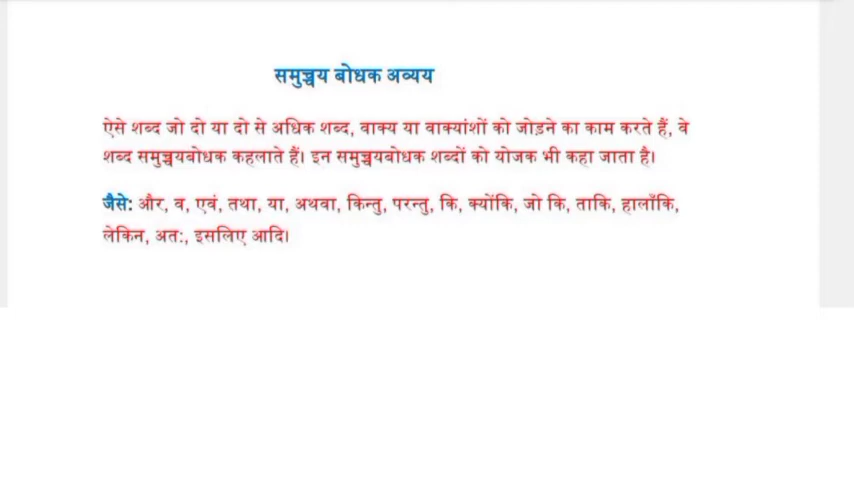 समुच्चय बोधक अव्यय
ऐसे शब्द जो दो या दो से अधिक शब्द, वाक्य या वाक्यांशों को जोड़ने का काम करते हैं, वे
शब्द समुच्चयबोधक कहलाते हैं। इन समुच्चयबोधक शब्दों को योजक भी कहा जाता है।
जैसे: और, व, एवं, तथा, या, अथवा, किन्तु, परन्तु, कि, क्योंकि, जो कि, ताकि, हालाँकि,
लेकिन, अत:, इसलिए आदि।